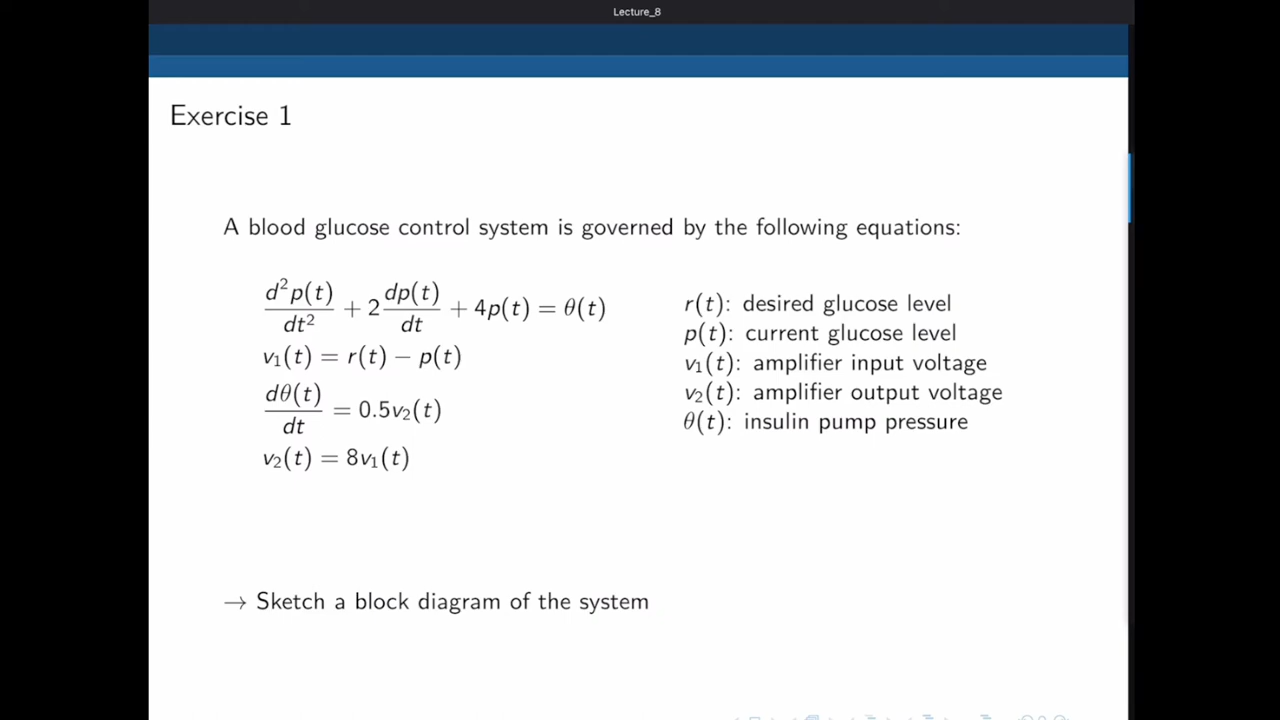 Lecture_8
Exercise 1
A blood glucose control system is governed by the following equations:
d²p(t)/dt² + 2 dp(t)/dt + 4p(t) = θ(t)
v₁(t) = r(t) − p(t)
dθ(t)/dt = 0.5v₂(t)
v₂(t) = 8v₁(t)
r(t): desired glucose level
p(t): current glucose level
v₁(t): amplifier input voltage
v₂(t): amplifier output voltage
θ(t): insulin pump pressure
→ Sketch a block diagram of the system